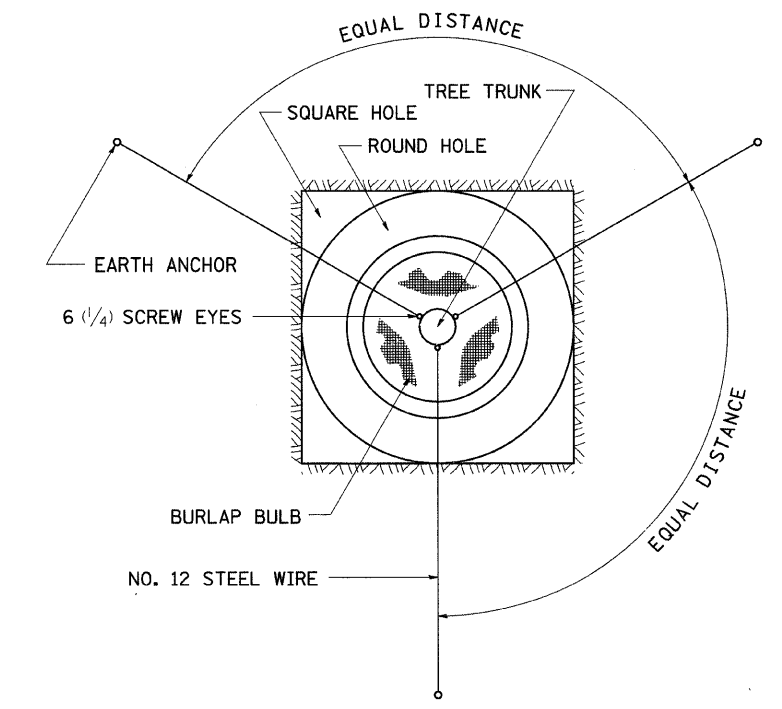 EQUAL DISTANCE
TREE TRUNK
SQUARE HOLE
ROUND HOLE
EARTH ANCHOR
6 (1/4) SCREW EYES
EQUAL DISTANCE
BURLAP BULB
NO. 12 STEEL WIRE